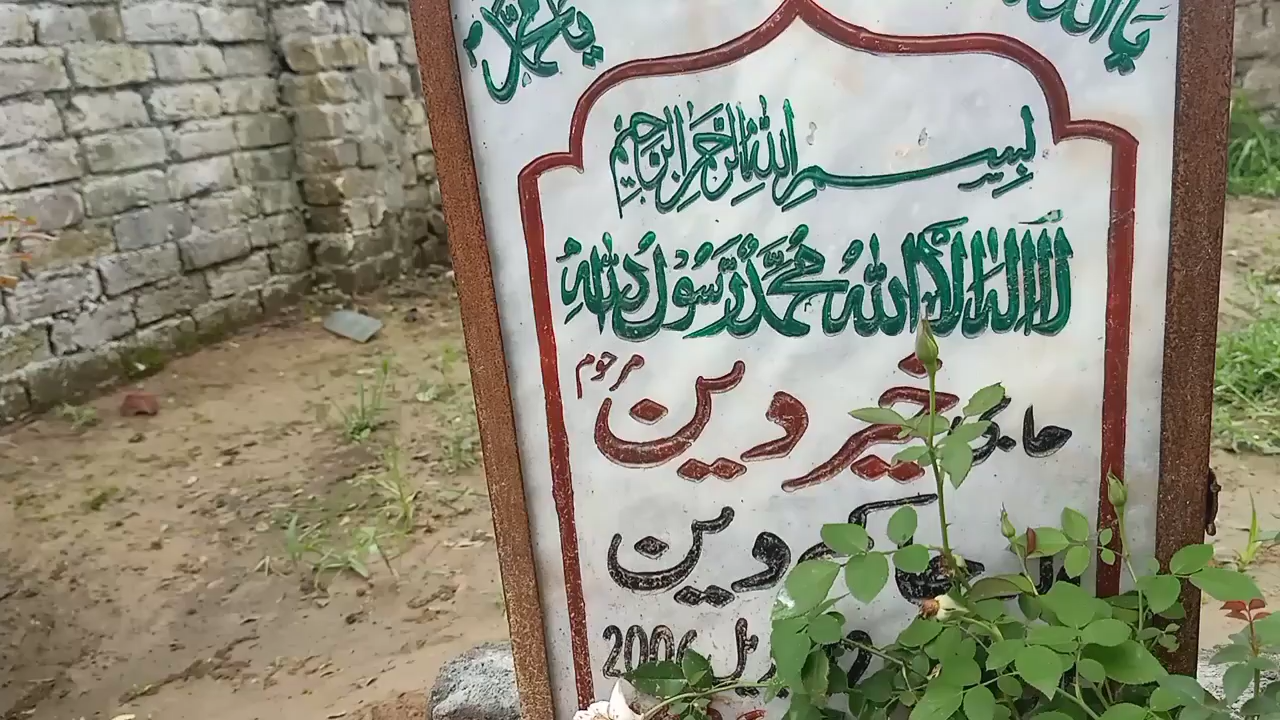 یا اللہ یا محمد
بسم اللہ الرحمن الرحیم
لا الہ الا اللہ محمد رسول اللہ
حاجی خیر دین مرحوم
دین
2006